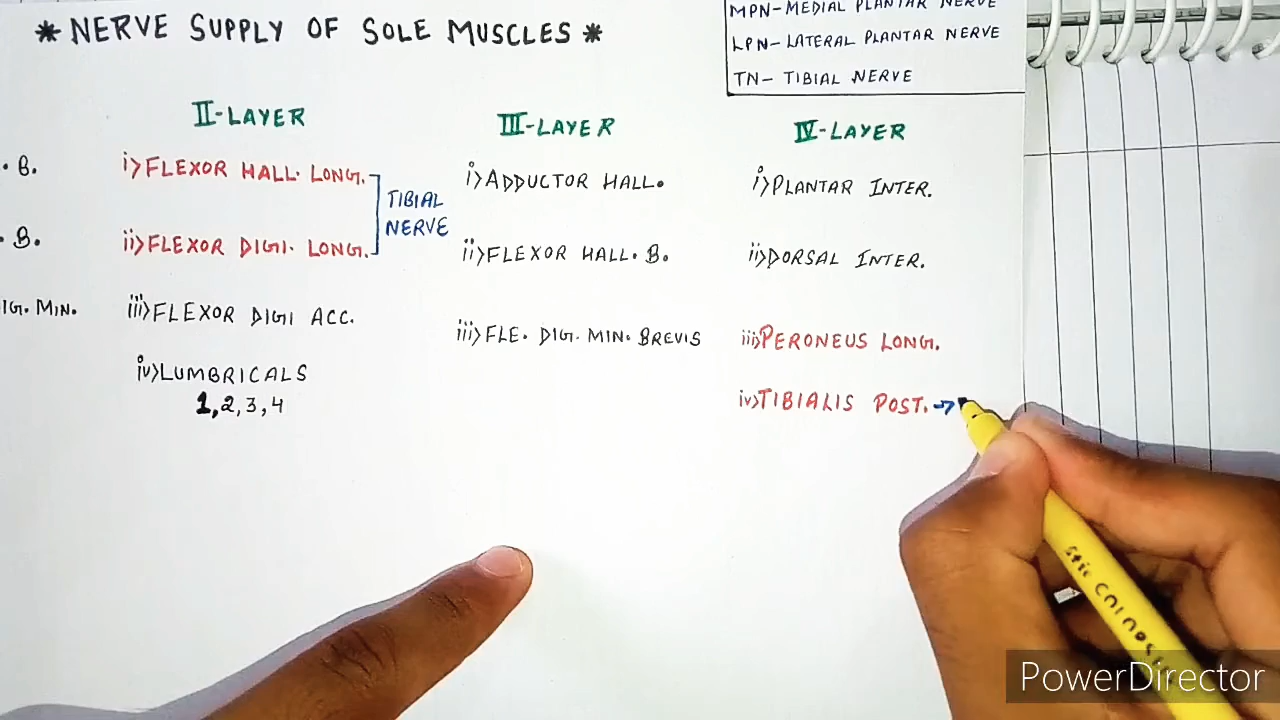 * NERVE SUPPLY OF SOLE MUSCLES *
MPN- MEDIAL PLANTAR NERVE
LPN- LATERAL PLANTAR NERVE
TN- TIBIAL NERVE
II-LAYER
i) FLEXOR HALL. LONG.
ii) FLEXOR DIGI. LONG.
TIBIAL
NERVE
iii) FLEXOR DIGI ACC.
iv) LUMBRICALS
1, 2, 3, 4
. B.
. B.
IG. MIN.
III-LAYER
i) ADDUCTOR HALL.
ii) FLEXOR HALL. B.
iii) FLE. DIG. MIN. BREVIS
IV-LAYER
i) PLANTAR INTER.
ii) DORSAL INTER.
iii) PERONEUS LONG.
iv) TIBIALIS POST. →
PowerDirector